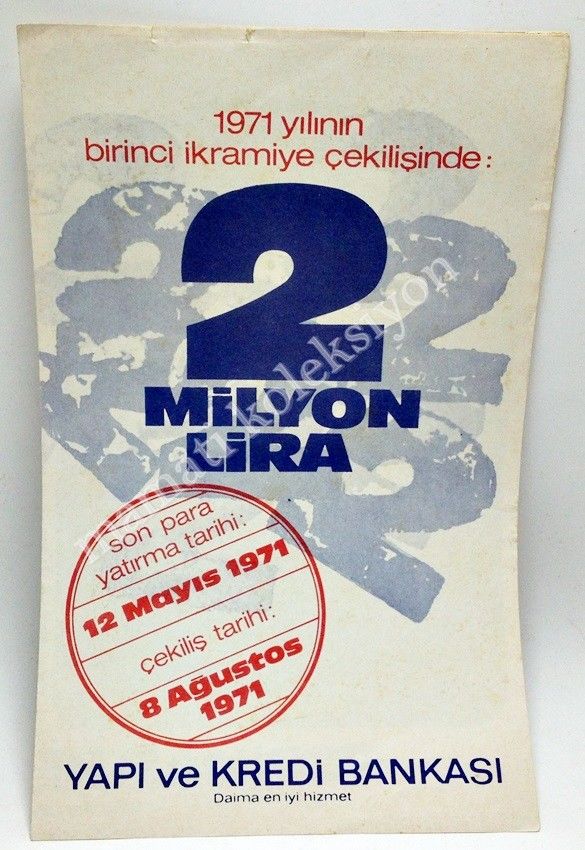 1971 yılının
birinci ikramiye çekilişinde:
2
MİLYON
LİRA
son para
yatırma tarihi:
12 Mayıs 1971
çekiliş tarihi:
8 Ağustos
1971
YAPI ve KREDİ BANKASI
Daima en iyi hizmet